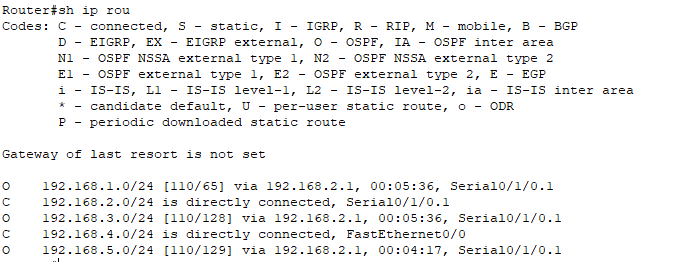 Router#sh ip rou
Codes: C - connected, S - static, I - IGRP, R - RIP, M - mobile, B - BGP
D - EIGRP, EX - EIGRP external, O - OSPF, IA - OSPF inter area
N1 - OSPF NSSA external type 1, N2 - OSPF NSSA external type 2
E1 - OSPF external type 1, E2 - OSPF external type 2, E - EGP
i - IS-IS, L1 - IS-IS level-1, L2 - IS-IS level-2, ia - IS-IS inter area
* - candidate default, U - per-user static route, o - ODR
P - periodic downloaded static route
Gateway of last resort is not set
O 192.168.1.0/24 [110/65] via 192.168.2.1, 00:05:36, Serial0/1/0.1
C 192.168.2.0/24 is directly connected, Serial0/1/0.1
O 192.168.3.0/24 [110/128] via 192.168.2.1, 00:05:36, Serial0/1/0.1
C 192.168.4.0/24 is directly connected, FastEthernet0/0
O 192.168.5.0/24 [110/129] via 192.168.2.1, 00:04:17, Serial0/1/0.1